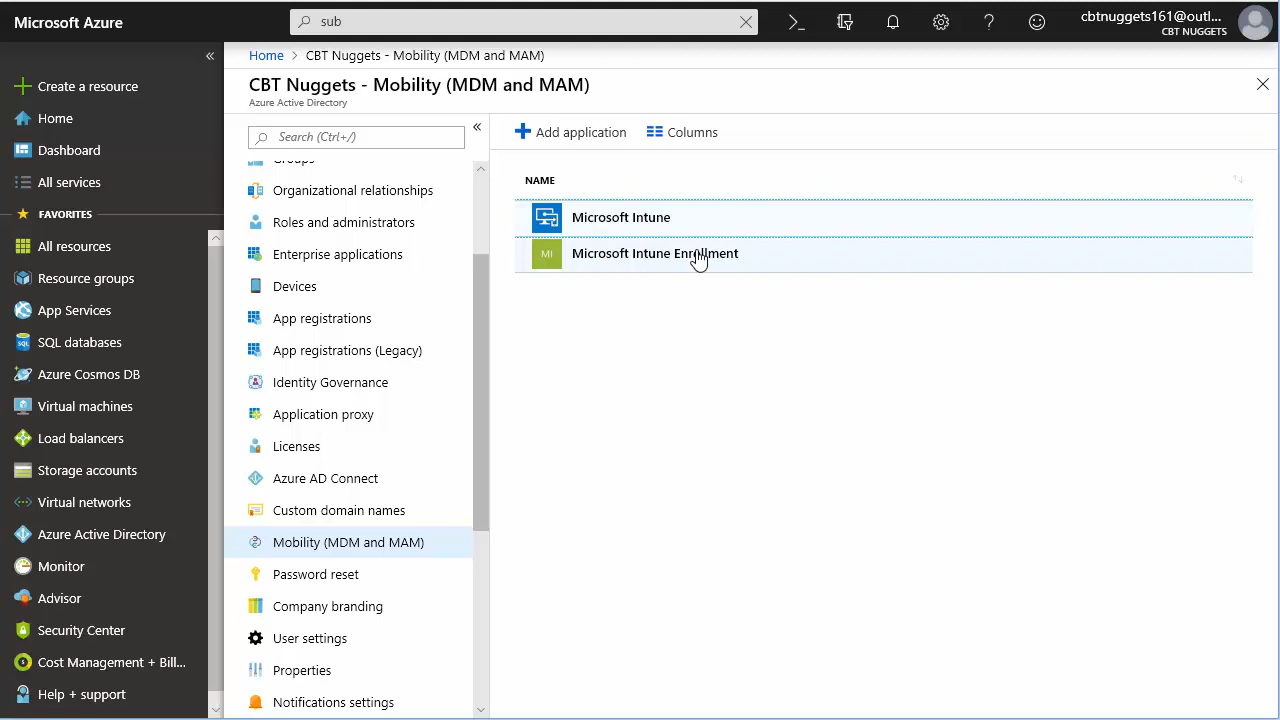 Microsoft Azure
sub
cbtnuggets161@outl...
CBT NUGGETS
Home > CBT Nuggets - Mobility (MDM and MAM)
CBT Nuggets - Mobility (MDM and MAM)
Azure Active Directory
Create a resource
Home
Dashboard
All services
FAVORITES
All resources
Resource groups
App Services
SQL databases
Azure Cosmos DB
Virtual machines
Load balancers
Storage accounts
Virtual networks
Azure Active Directory
Monitor
Advisor
Security Center
Cost Management + Bill...
Help + support
Search (Ctrl+/)
Groups
Organizational relationships
Roles and administrators
Enterprise applications
Devices
App registrations
App registrations (Legacy)
Identity Governance
Application proxy
Licenses
Azure AD Connect
Custom domain names
Mobility (MDM and MAM)
Password reset
Company branding
User settings
Properties
Notifications settings
Add application
Columns
NAME
Microsoft Intune
MI Microsoft Intune Enrollment